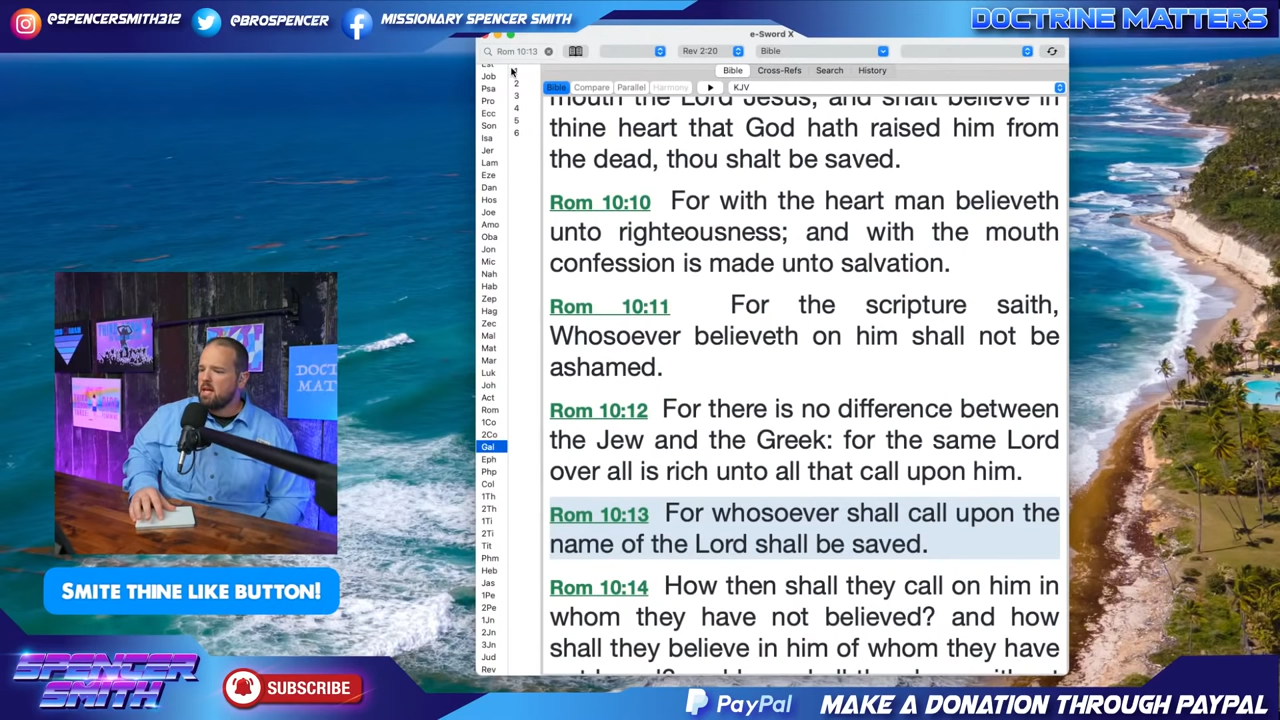 @SPENCERSMITH312
@BROSPENCER
MISSIONARY SPENCER SMITH
DOCTRINE MATTERS
e-Sword X
Rom 10:13
Rev 2:20
Bible
Bible
Cross-Refs
Search
History
Bible
Compare
Parallel
Harmony
KJV
Est
Job
Psa
Pro
Ecc
Son
Isa
Jer
Lam
Eze
Dan
Hos
Joe
Amo
Oba
Jon
Mic
Nah
Hab
Zep
Hag
Zec
Mal
Mat
Mar
Luk
Joh
Act
Rom
1Co
2Co
Gal
Eph
Php
Col
1Th
2Th
1Ti
2Ti
Tit
Phm
Heb
Jas
1Pe
2Pe
1Jn
2Jn
3Jn
Jud
Rev
2
3
4
5
6
mouth the Lord Jesus, and shalt believe in
thine heart that God hath raised him from
the dead, thou shalt be saved.
Rom 10:10 For with the heart man believeth
unto righteousness; and with the mouth
confession is made unto salvation.
Rom 10:11 For the scripture saith,
Whosoever believeth on him shall not be
ashamed.
Rom 10:12 For there is no difference between
the Jew and the Greek: for the same Lord
over all is rich unto all that call upon him.
Rom 10:13 For whosoever shall call upon the
name of the Lord shall be saved.
Rom 10:14 How then shall they call on him in
whom they have not believed? and how
shall they believe in him of whom they have
DOCT
MAT
SMITE THINE LIKE BUTTON!
SPENCER
SMITH
SUBSCRIBE
PayPal
MAKE A DONATION THROUGH PAYPAL